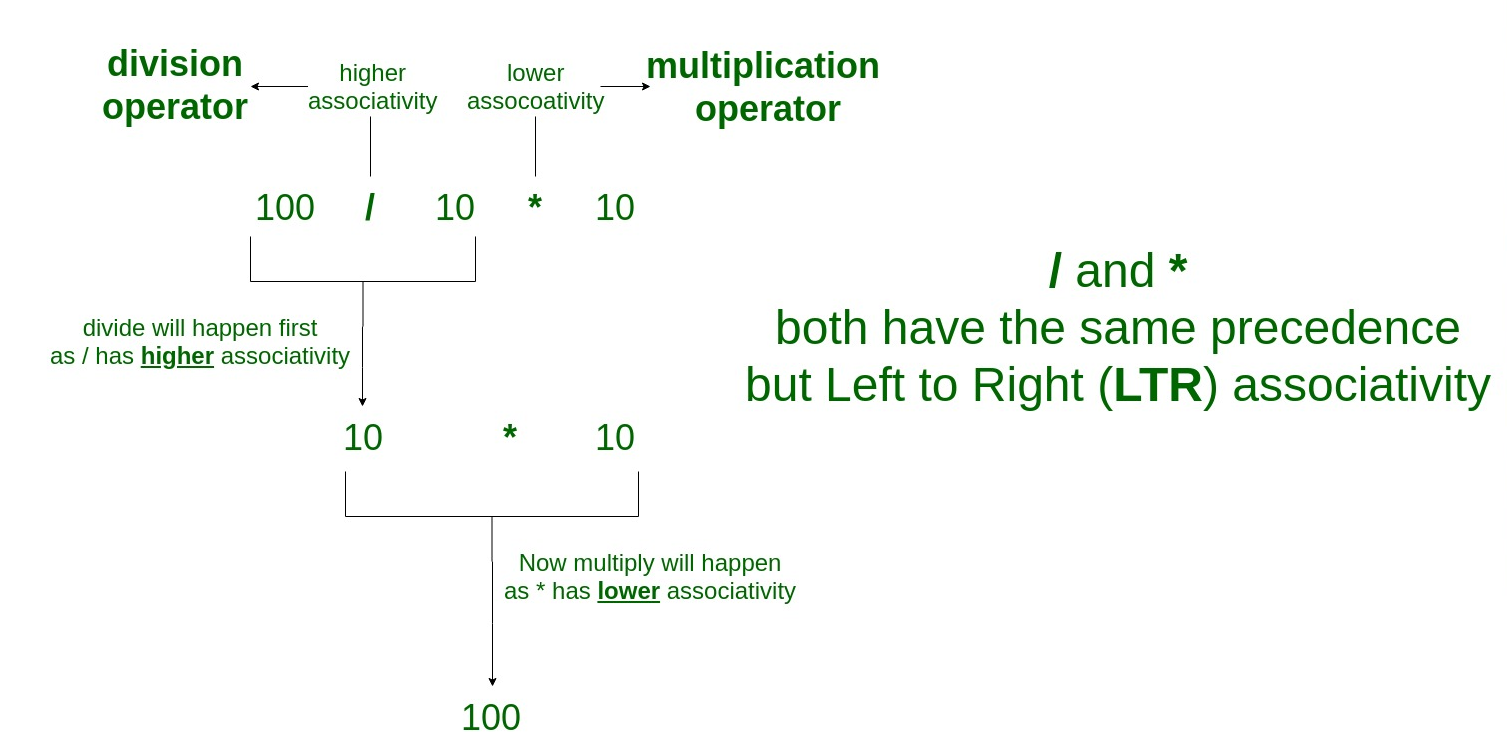 division
operator
higher
associativity
lower
assocoativity
multiplication
operator
100 / 10 * 10
divide will happen first
as / has higher associativity
/ and *
both have the same precedence
but Left to Right (LTR) associativity
10 * 10
Now multiply will happen
as * has lower associativity
100